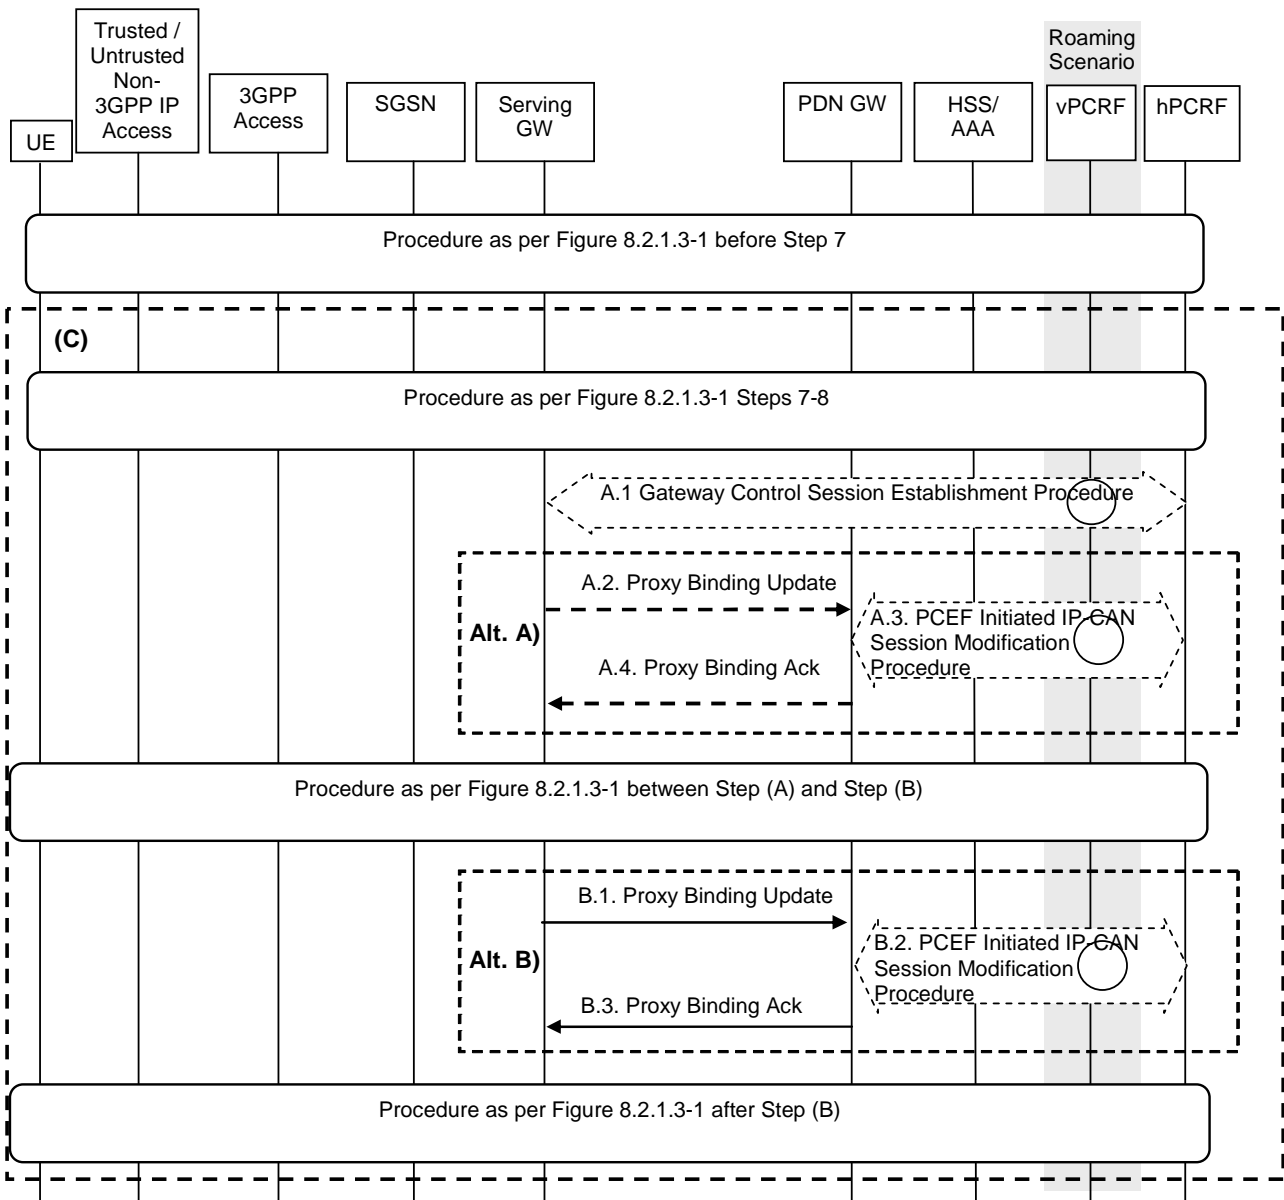 Trusted /
Untrusted
Non-
3GPP IP
Access
Roaming
Scenario
UE
3GPP
Access
SGSN
Serving
GW
PDN GW
HSS/
AAA
vPCRF
hPCRF
Procedure as per Figure 8.2.1.3-1 before Step 7
(C)
Procedure as per Figure 8.2.1.3-1 Steps 7-8
A.1 Gateway Control Session Establishment Procedure
Alt. A)
A.2. Proxy Binding Update
A.3. PCEF Initiated IP-CAN
Session Modification
Procedure
A.4. Proxy Binding Ack
Procedure as per Figure 8.2.1.3-1 between Step (A) and Step (B)
Alt. B)
B.1. Proxy Binding Update
B.2. PCEF Initiated IP-CAN
Session Modification
Procedure
B.3. Proxy Binding Ack
Procedure as per Figure 8.2.1.3-1 after Step (B)